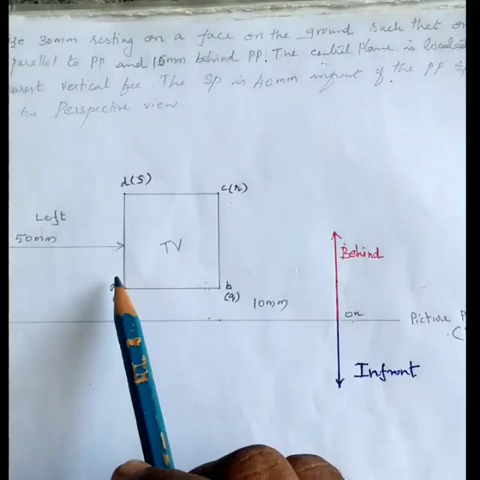 30mm resting on a face on the ground such that on
parallel to PP and 10mm behind PP. The central Plane is located
vertical face. The SP is 40mm infront of the PP
the Perspective view
d(s)
c(r)
Left
50mm
TV
Behind
b
(q)
10mm
on
Picture P
Infront